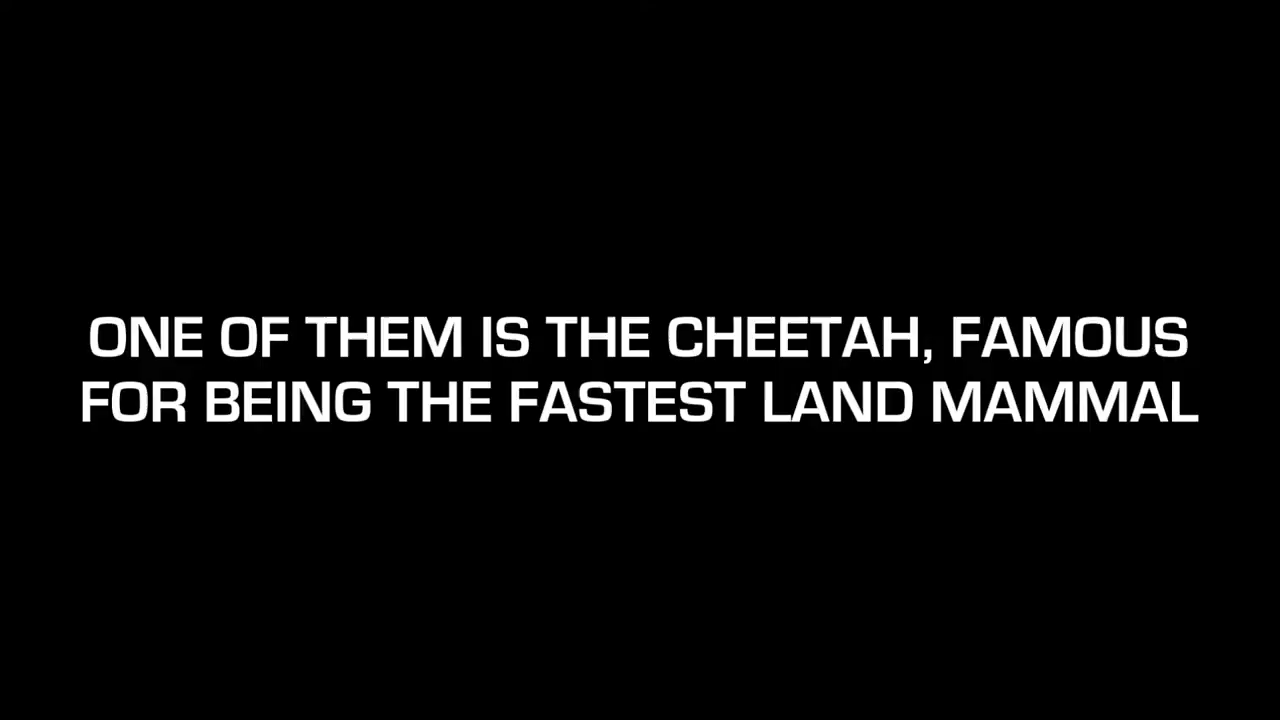 ONE OF THEM IS THE CHEETAH, FAMOUS
FOR BEING THE FASTEST LAND MAMMAL